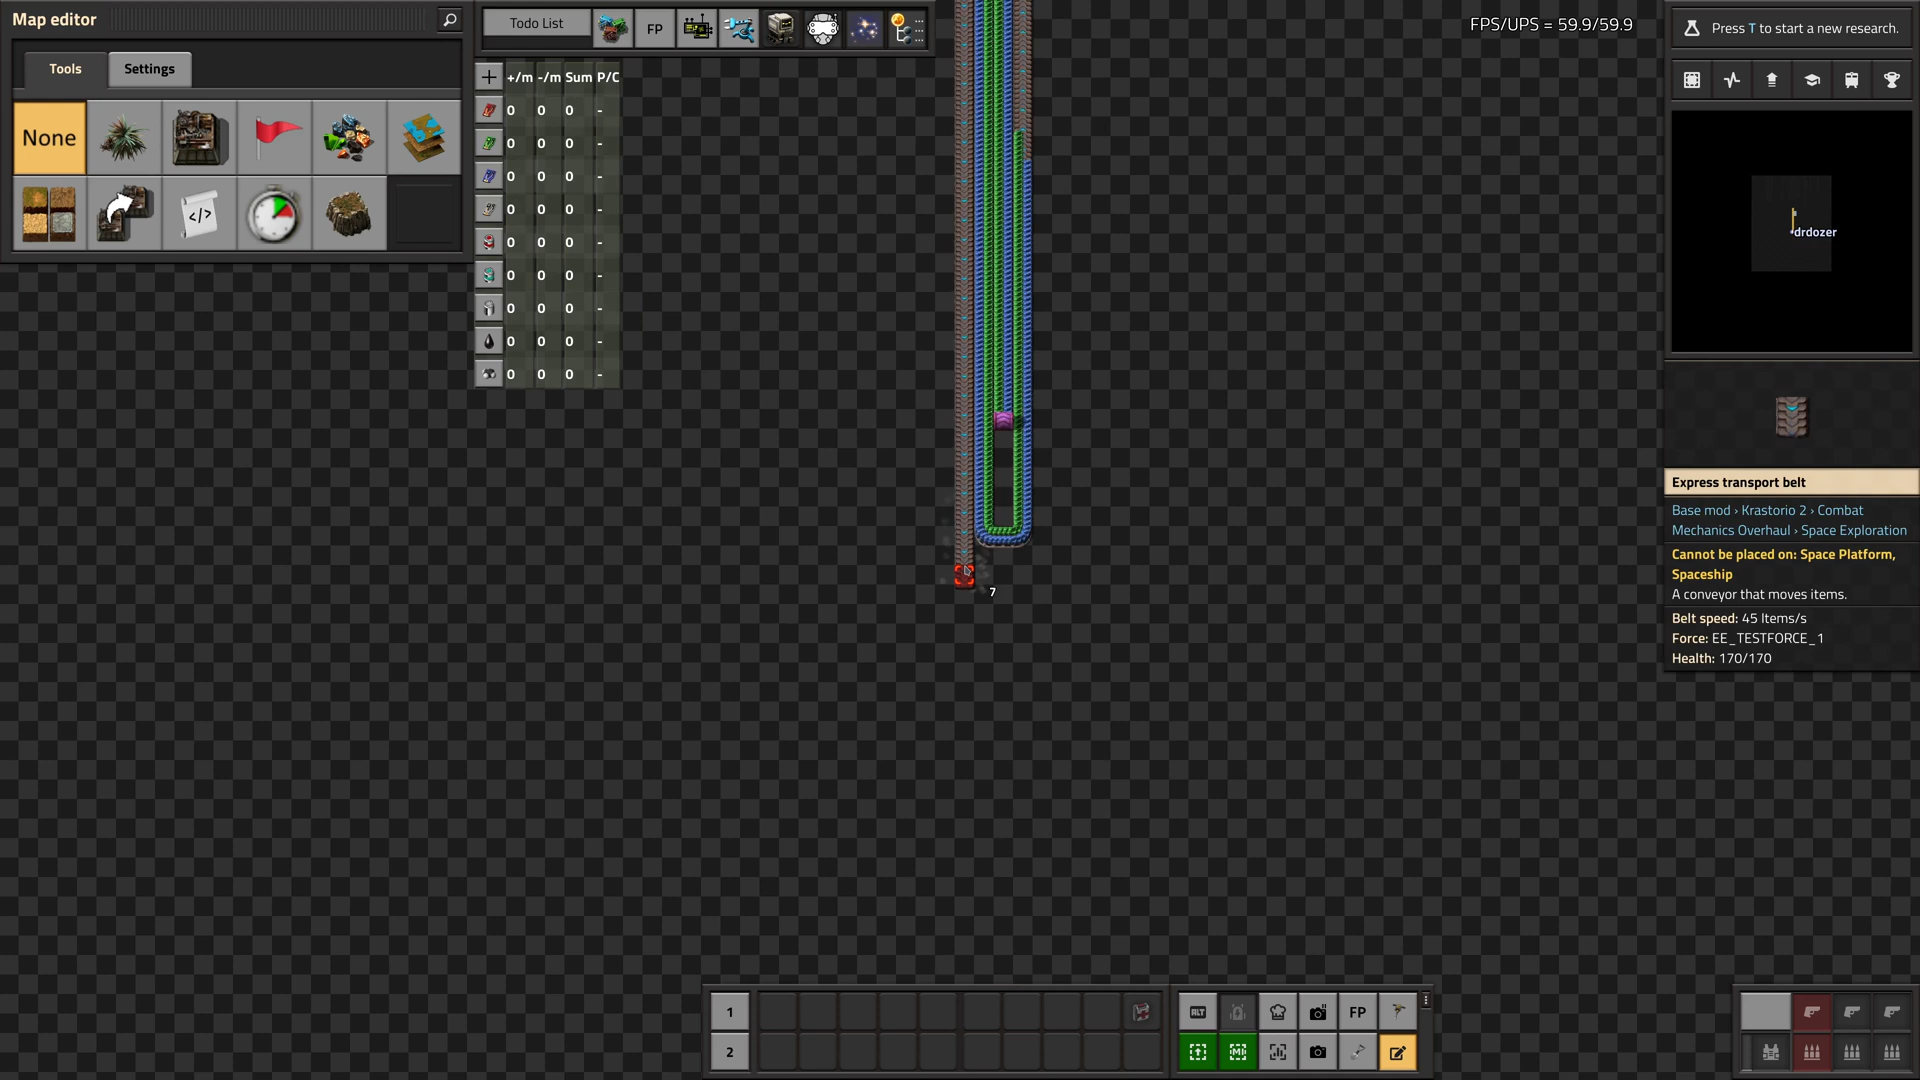 Map editor
Tools
Settings
None
</>
Todo List
FP
+/m -/m Sum P/C
0 0 0 -
0 0 0 -
0 0 0 -
0 0 0 -
0 0 0 -
0 0 0 -
0 0 0 -
0 0 0 -
0 0 0 -
7
FPS/UPS = 59.9/59.9
Press T to start a new research.
drdozer
Express transport belt
Base mod › Krastorio 2 › Combat
Mechanics Overhaul › Space Exploration
Cannot be placed on: Space Platform,
Spaceship
A conveyor that moves items.
Belt speed: 45 Items/s
Force: EE_TESTFORCE_1
Health: 170/170
1
2
ALT
FP